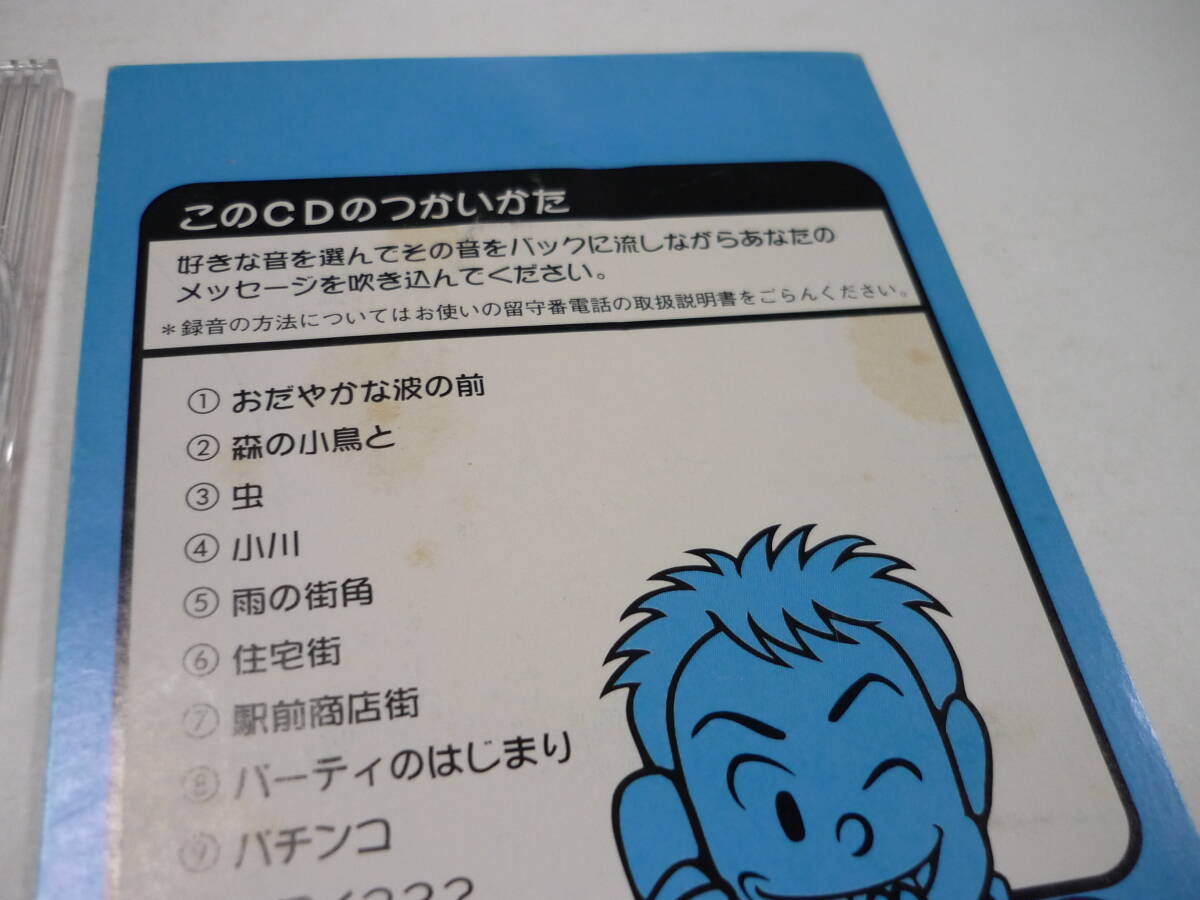 このCDのつかいかた
好きな音を選んでその音をバックに流しながらあなたの
メッセージを吹き込んでください。
＊録音の方法についてはお使いの留守番電話の取扱説明書をごらんください。
① おだやかな波の前
② 森の小鳥と
③ 虫
④ 小川
⑤ 雨の街角
⑥ 住宅街
⑦ 駅前商店街
⑧ パーティのはじまり
⑨ パチンコ
???